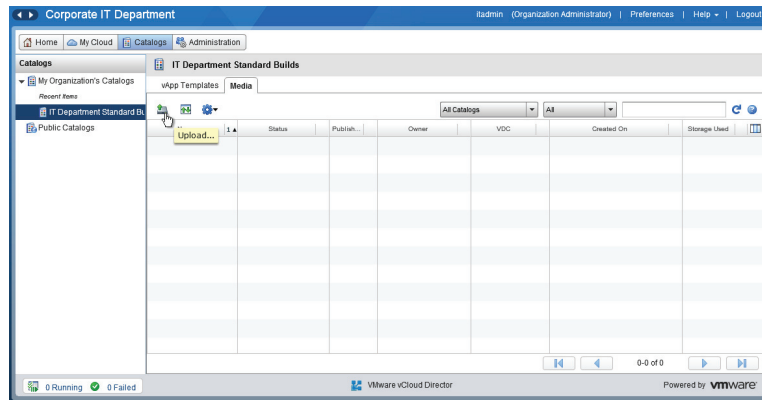 Corporate IT Department
itadmin (Organization Administrator) | Preferences | Help | Logout
Home My Cloud Catalogs Administration
Catalogs
My Organization's Catalogs
Recent Items
IT Department Standard Bu
Public Catalogs
IT Department Standard Builds
vApp Templates Media
All Catalogs All
Upload...
1 Status Publish... Owner VDC Created On Storage Used
0-0 of 0
0 Running 0 Failed
VMware vCloud Director
Powered by vmware